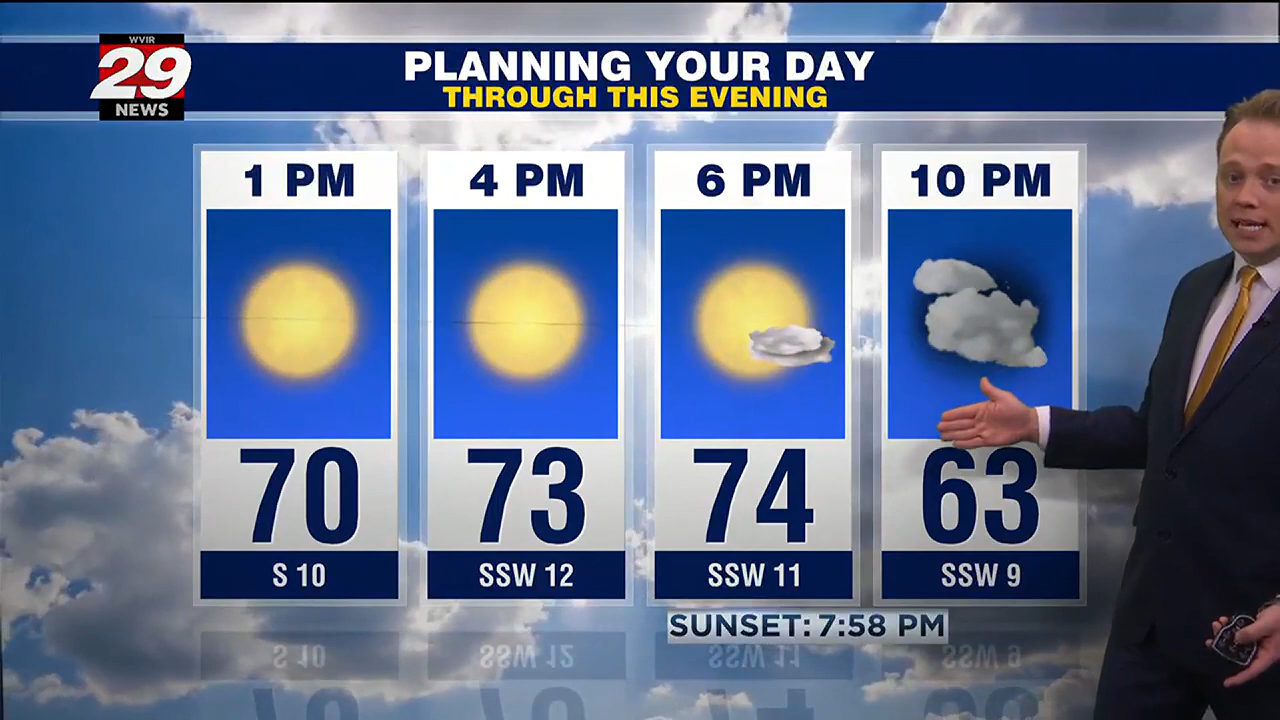 WVIR
29
NEWS
PLANNING YOUR DAY
THROUGH THIS EVENING
1 PM
70
S 10
4 PM
73
SSW 12
6 PM
74
SSW 11
10 PM
63
SSW 9
SUNSET: 7:58 PM